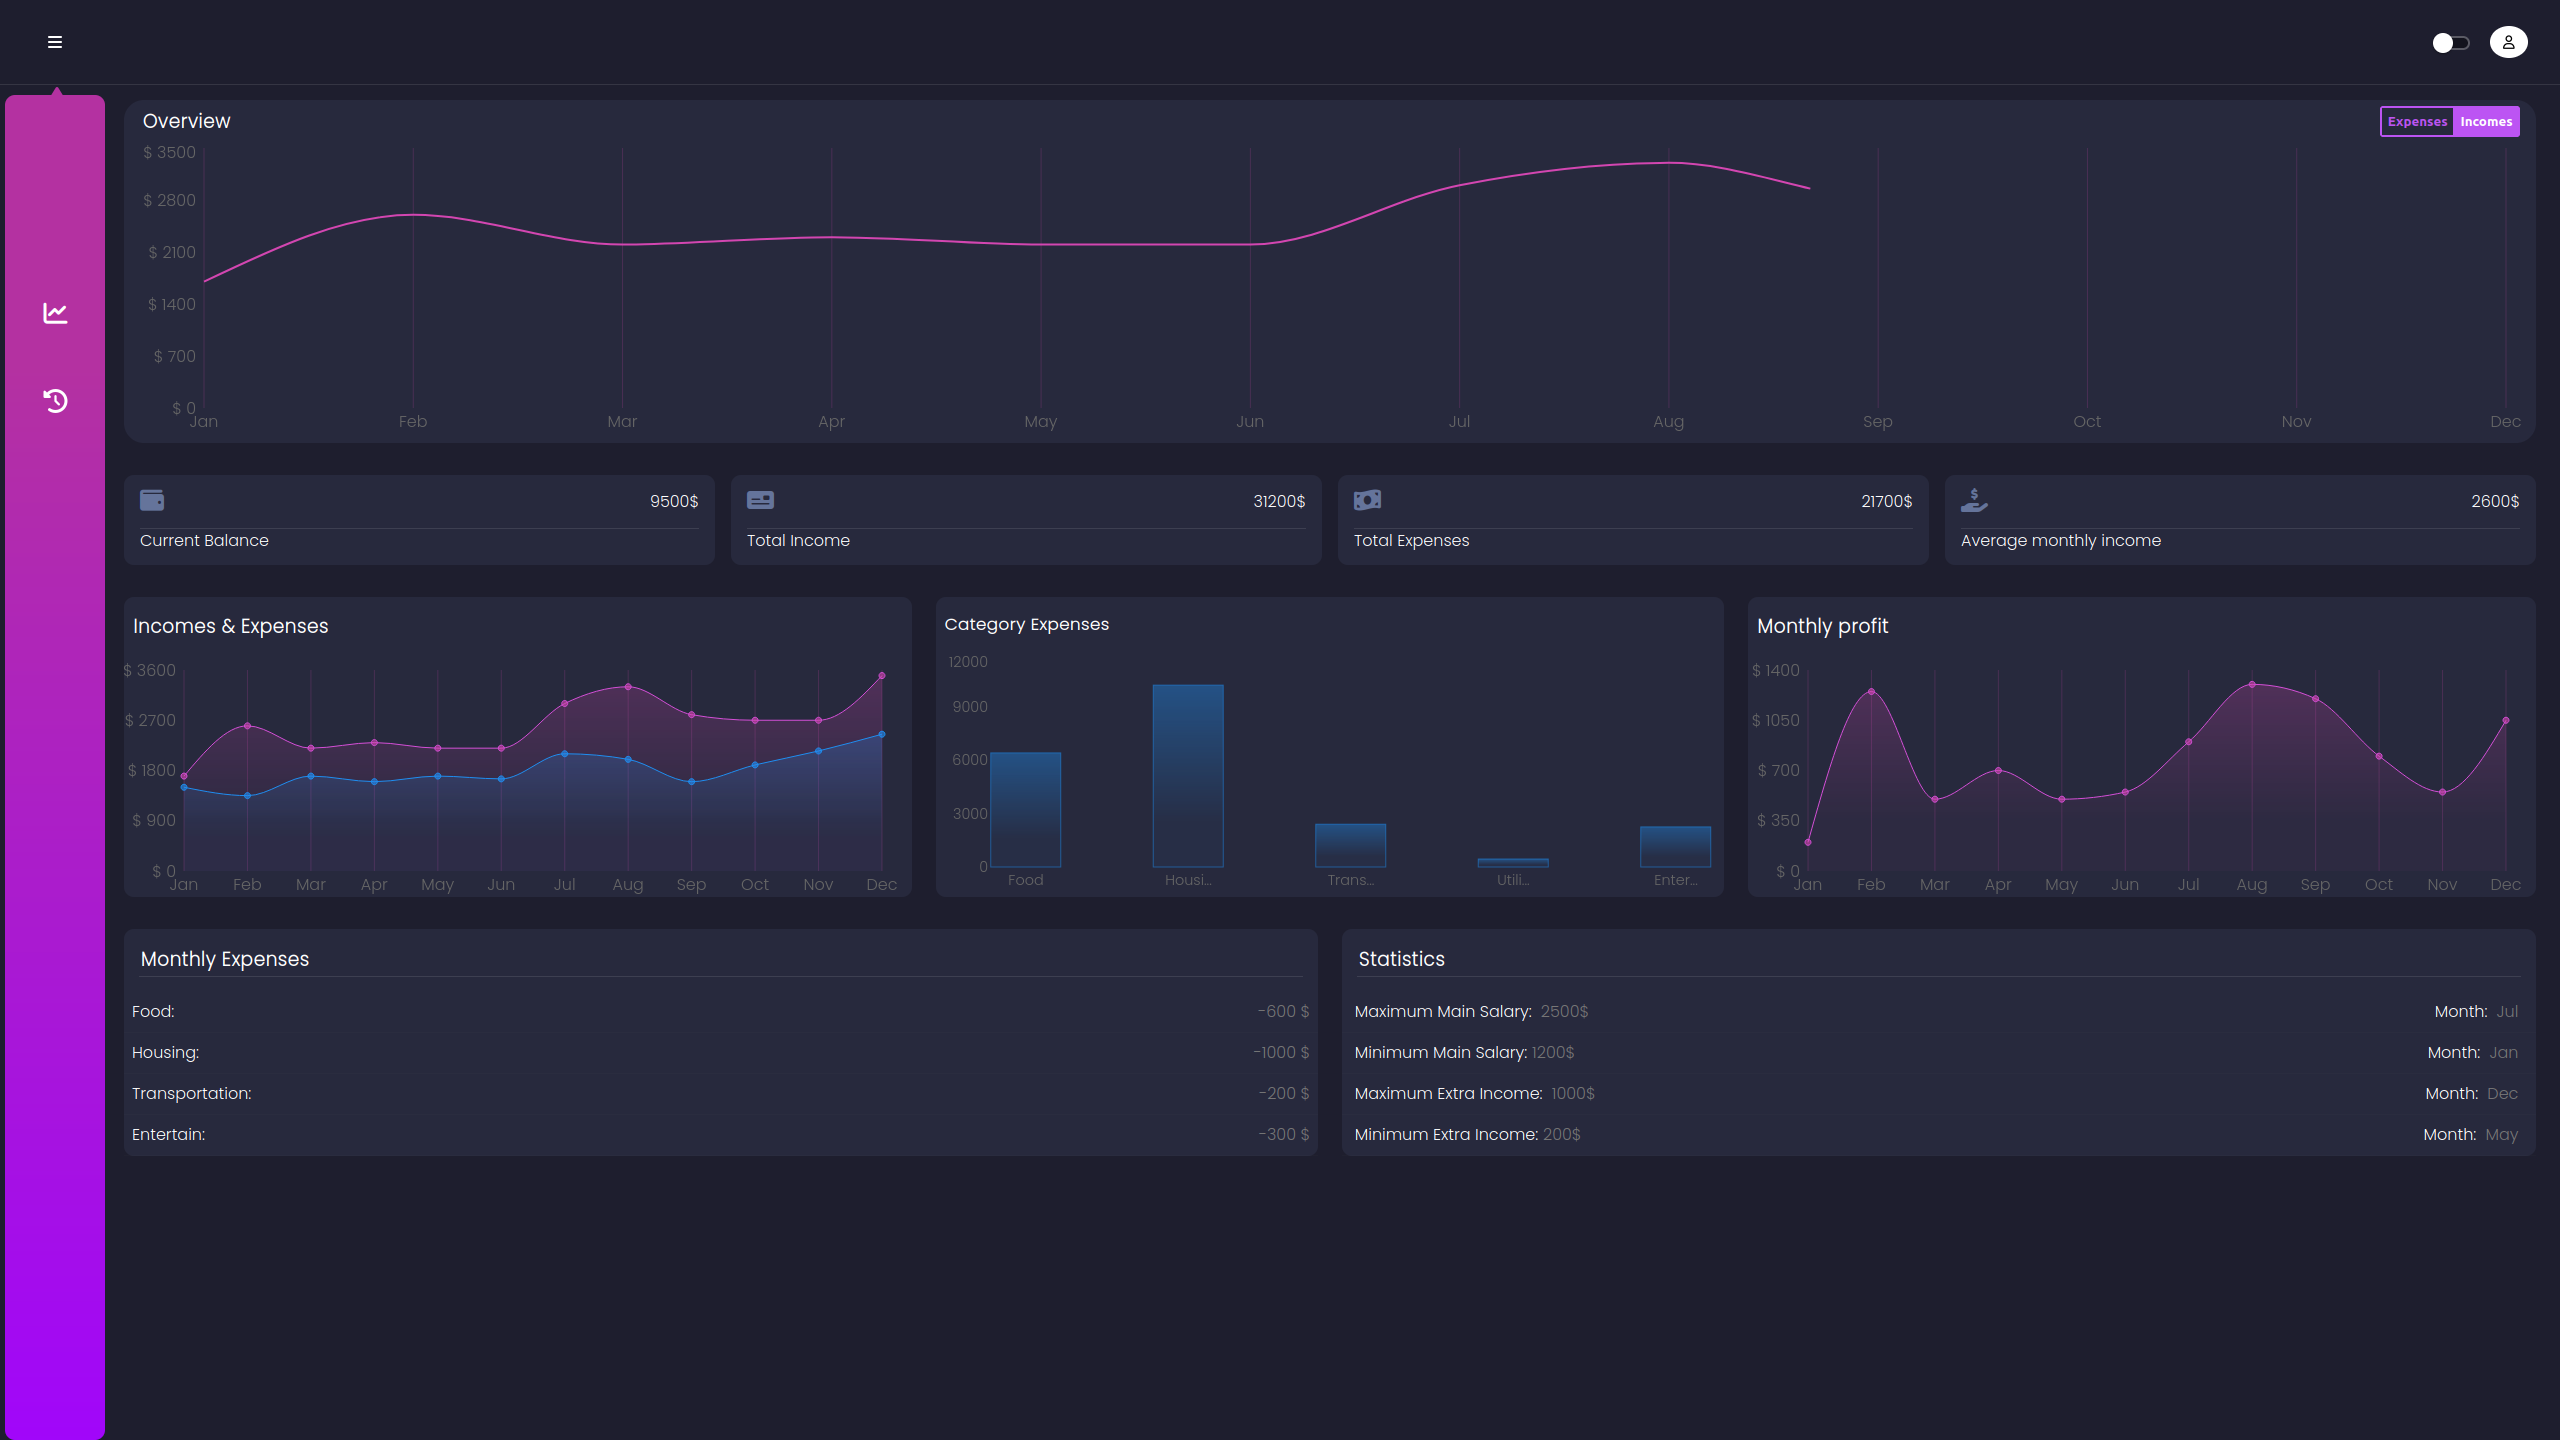 Overview
Expenses Incomes
$ 3500
$ 2800
$ 2100
$ 1400
$ 700
$ 0
Jan Feb Mar Apr May Jun Jul Aug Sep Oct Nov Dec
9500$
Current Balance
31200$
Total Income
21700$
Total Expenses
2600$
Average monthly income
Incomes & Expenses
$ 3600
$ 2700
$ 1800
$ 900
$ 0
Jan Feb Mar Apr May Jun Jul Aug Sep Oct Nov Dec
Category Expenses
12000
9000
6000
3000
0
Food Housi... Trans... Utili... Enter...
Monthly profit
$ 1400
$ 1050
$ 700
$ 350
$ 0
Jan Feb Mar Apr May Jun Jul Aug Sep Oct Nov Dec
Monthly Expenses
Food: -600 $
Housing: -1000 $
Transportation: -200 $
Entertain: -300 $
Statistics
Maximum Main Salary: 2500$ Month: Jul
Minimum Main Salary: 1200$ Month: Jan
Maximum Extra Income: 1000$ Month: Dec
Minimum Extra Income: 200$ Month: May